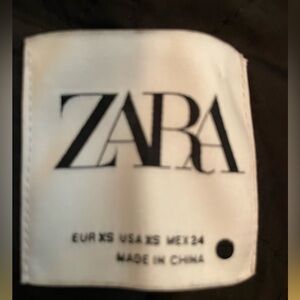 ZARA
EUR XS USA XS MEX 24
MADE IN CHINA